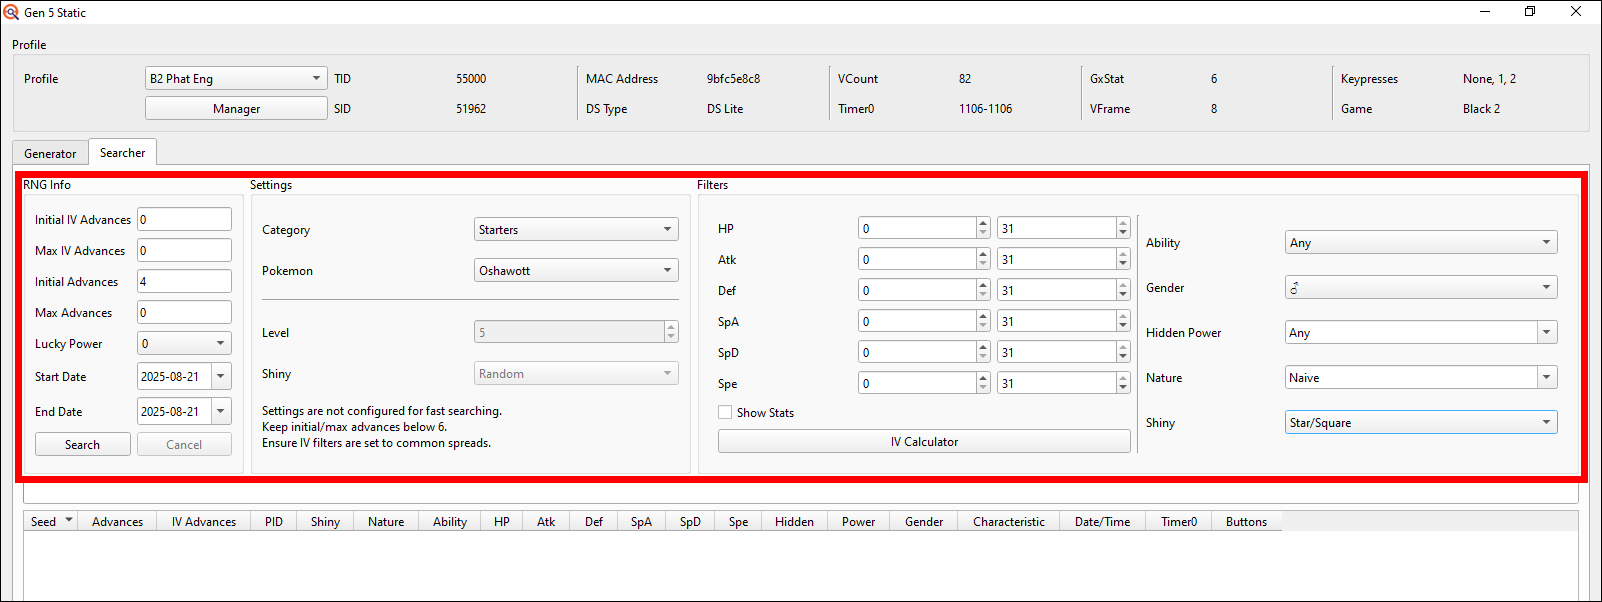 Gen 5 Static
Profile
Profile B2 Phat Eng TID 55000 MAC Address 9bfc5e8c8 VCount 82 GxStat 6 Keypresses None, 1, 2
Manager SID 51962 DS Type DS Lite Timer0 1106-1106 VFrame 8 Game Black 2
Generator Searcher
RNG Info
Initial IV Advances 0
Max IV Advances 0
Initial Advances 4
Max Advances 0
Lucky Power 0
Start Date 2025-08-21
End Date 2025-08-21
Search Cancel
Settings
Category Starters
Pokemon Oshawott
Level 5
Shiny Random
Settings are not configured for fast searching.
Keep initial/max advances below 6.
Ensure IV filters are set to common spreads.
Filters
HP 0 31
Atk 0 31
Def 0 31
SpA 0 31
SpD 0 31
Spe 0 31
Show Stats
IV Calculator
Ability Any
Gender ♂
Hidden Power Any
Nature Naive
Shiny Star/Square
Seed Advances IV Advances PID Shiny Nature Ability HP Atk Def SpA SpD Spe Hidden Power Gender Characteristic Date/Time Timer0 Buttons